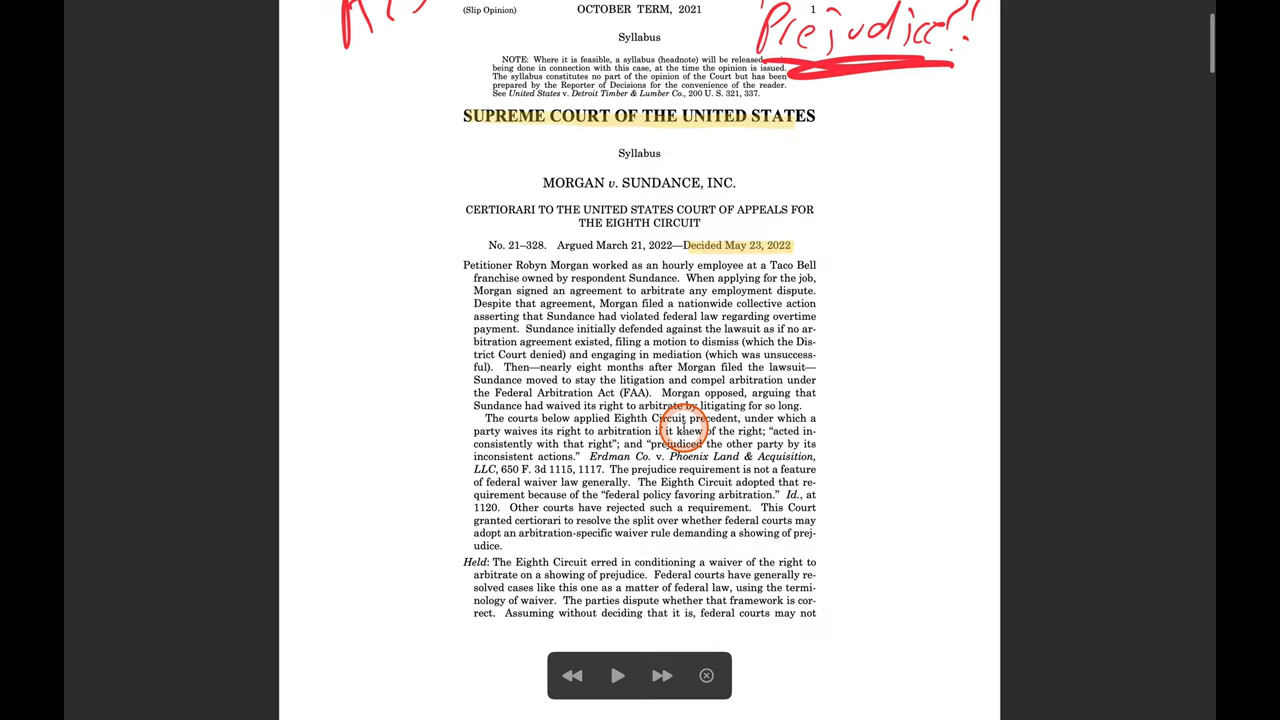 (Slip Opinion) OCTOBER TERM, 2021 1
Prejudice?!
Syllabus
NOTE: Where it is feasible, a syllabus (headnote) will be released,
being done in connection with this case, at the time the opinion is issued.
The syllabus constitutes no part of the opinion of the Court but has been
prepared by the Reporter of Decisions for the convenience of the reader.
See United States v. Detroit Timber & Lumber Co., 200 U. S. 321, 337.
SUPREME COURT OF THE UNITED STATES
Syllabus
MORGAN v. SUNDANCE, INC.
CERTIORARI TO THE UNITED STATES COURT OF APPEALS FOR
THE EIGHTH CIRCUIT
No. 21–328. Argued March 21, 2022—Decided May 23, 2022
Petitioner Robyn Morgan worked as an hourly employee at a Taco Bell
franchise owned by respondent Sundance. When applying for the job,
Morgan signed an agreement to arbitrate any employment dispute.
Despite that agreement, Morgan filed a nationwide collective action
asserting that Sundance had violated federal law regarding overtime
payment. Sundance initially defended against the lawsuit as if no ar-
bitration agreement existed, filing a motion to dismiss (which the Dis-
trict Court denied) and engaging in mediation (which was unsuccess-
ful). Then—nearly eight months after Morgan filed the lawsuit—
Sundance moved to stay the litigation and compel arbitration under
the Federal Arbitration Act (FAA). Morgan opposed, arguing that
Sundance had waived its right to arbitrate by litigating for so long.
The courts below applied Eighth Circuit precedent, under which a
party waives its right to arbitration if it knew of the right; “acted in-
consistently with that right”; and “prejudiced the other party by its
inconsistent actions.” Erdman Co. v. Phoenix Land & Acquisition,
LLC, 650 F. 3d 1115, 1117. The prejudice requirement is not a feature
of federal waiver law generally. The Eighth Circuit adopted that re-
quirement because of the “federal policy favoring arbitration.” Id., at
1120. Other courts have rejected such a requirement. This Court
granted certiorari to resolve the split over whether federal courts may
adopt an arbitration-specific waiver rule demanding a showing of prej-
udice.
Held: The Eighth Circuit erred in conditioning a waiver of the right to
arbitrate on a showing of prejudice. Federal courts have generally re-
solved cases like this one as a matter of federal law, using the termi-
nology of waiver. The parties dispute whether that framework is cor-
rect. Assuming without deciding that it is, federal courts may not